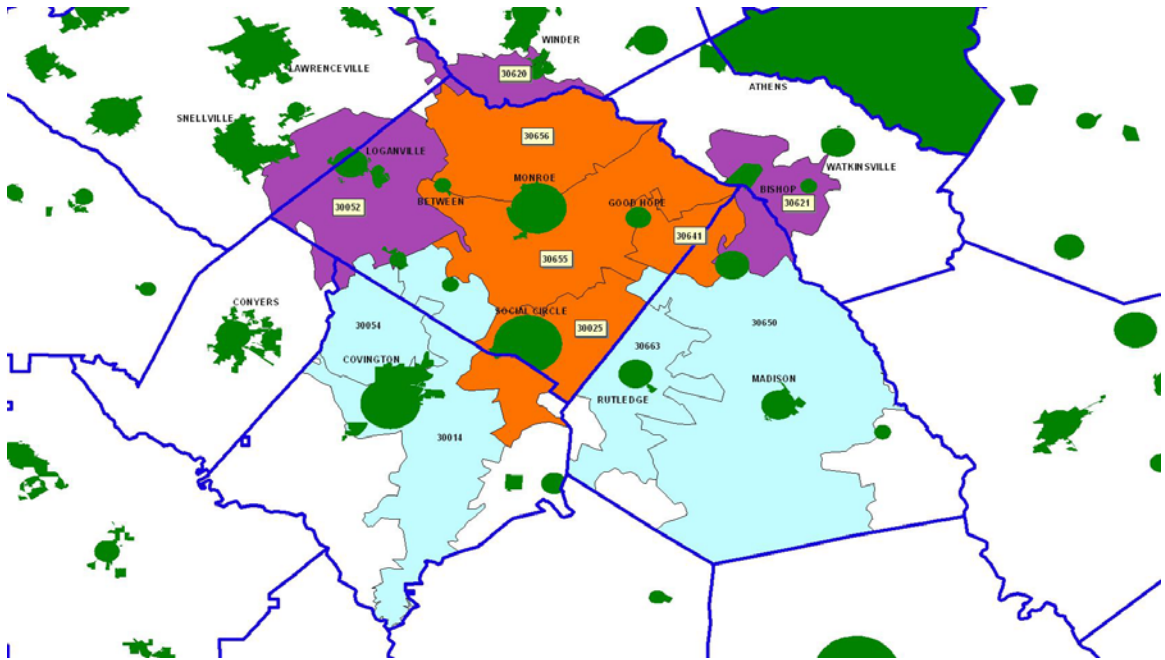 WINDER
LAWRENCEVILLE
30620
ATHENS
SNELLVILLE
30656
LOGANVILLE
WATKINSVILLE
MONROE
BISHOP
BETWEEN
GOOD HOPE
30621
30052
30641
30655
CONYERS
SOCIAL CIRCLE
30054
30025
30650
30663
COVINGTON
MADISON
RUTLEDGE
30014